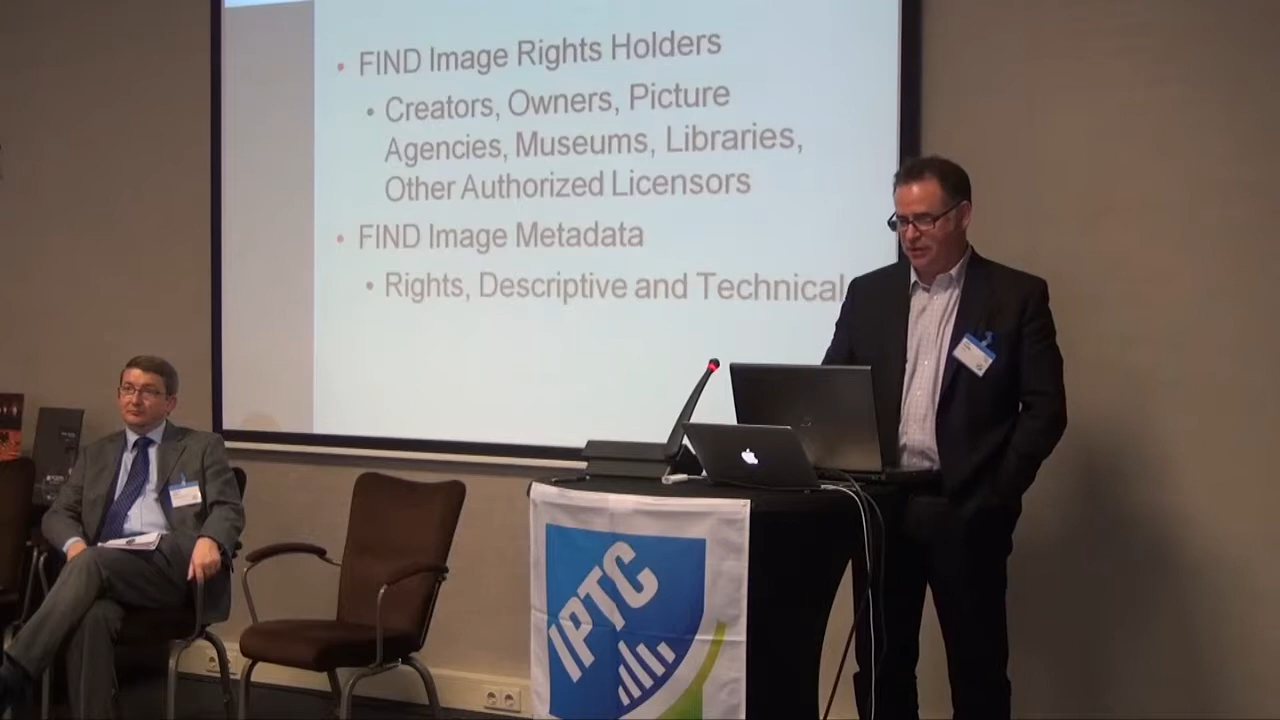 • FIND Image Rights Holders
• Creators, Owners, Picture
Agencies, Museums, Libraries,
Other Authorized Licensors
• FIND Image Metadata
• Rights, Descriptive and Technical
IPTC